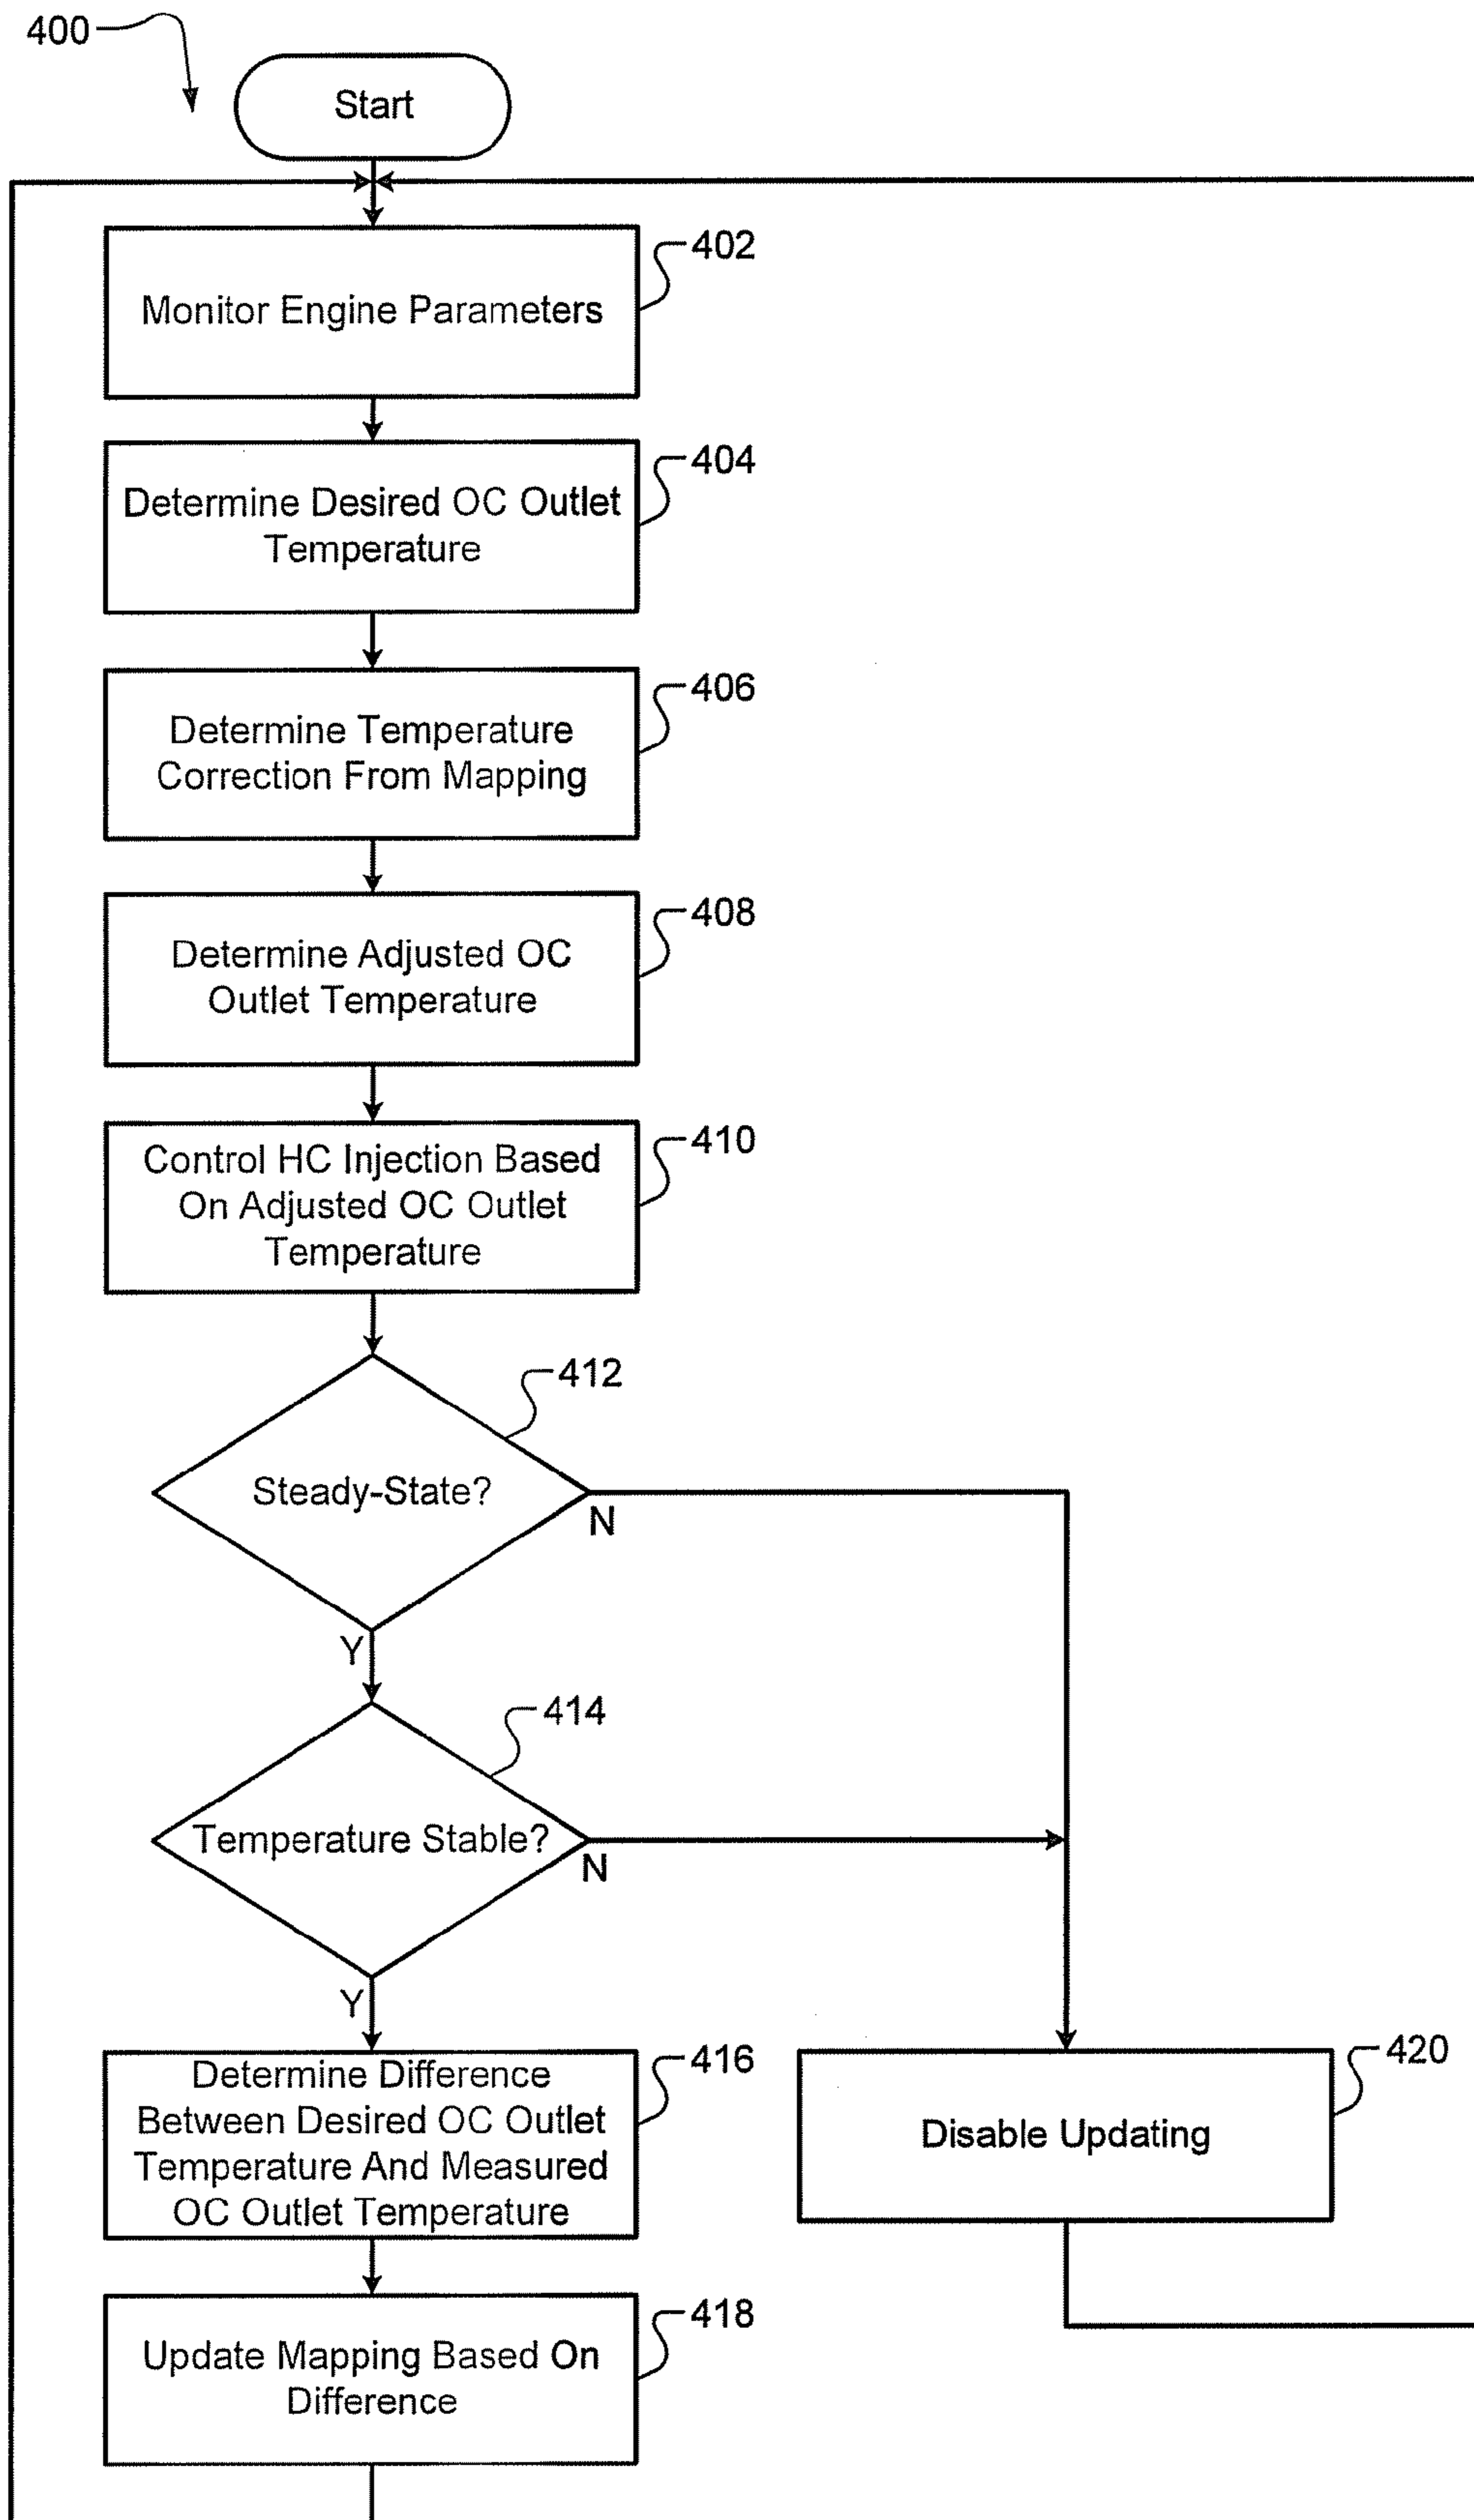 400
Start
402
Monitor Engine Parameters
404
Determine Desired OC Outlet
Temperature
406
Determine Temperature
Correction From Mapping
408
Determine Adjusted OC
Outlet Temperature
410
Control HC Injection Based
On Adjusted OC Outlet
Temperature
412
Steady-State?
N
Y
414
Temperature Stable?
N
Y
416
Determine Difference
Between Desired OC Outlet
Temperature And Measured
OC Outlet Temperature
420
Disable Updating
418
Update Mapping Based On
Difference